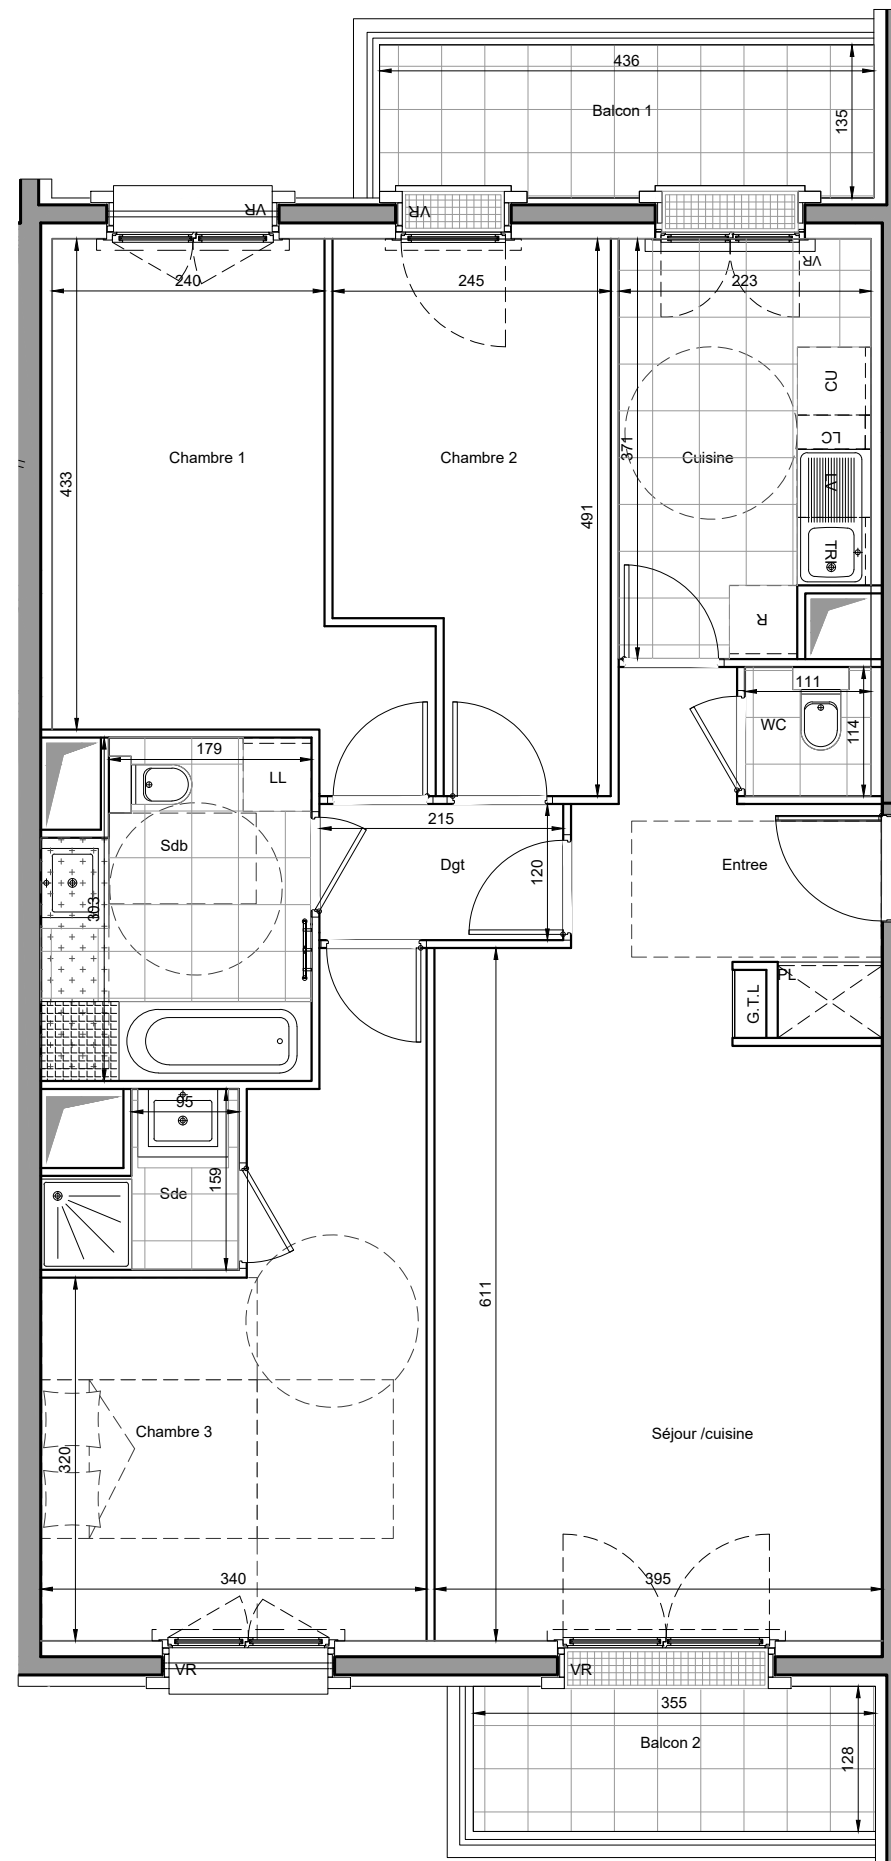 436
Balcon 1
135
VR
VR
VR
240
245
223
CU
LC
371
Chambre 1
Chambre 2
Cuisine
433
LV
491
TRI
R
111
WC
114
179
LL
215
Sdb
Dgt
120
Entree
303
PL
G.T.L
95
159
Sde
611
Chambre 3
Séjour /cuisine
320
340
395
VR
VR
355
Balcon 2
128